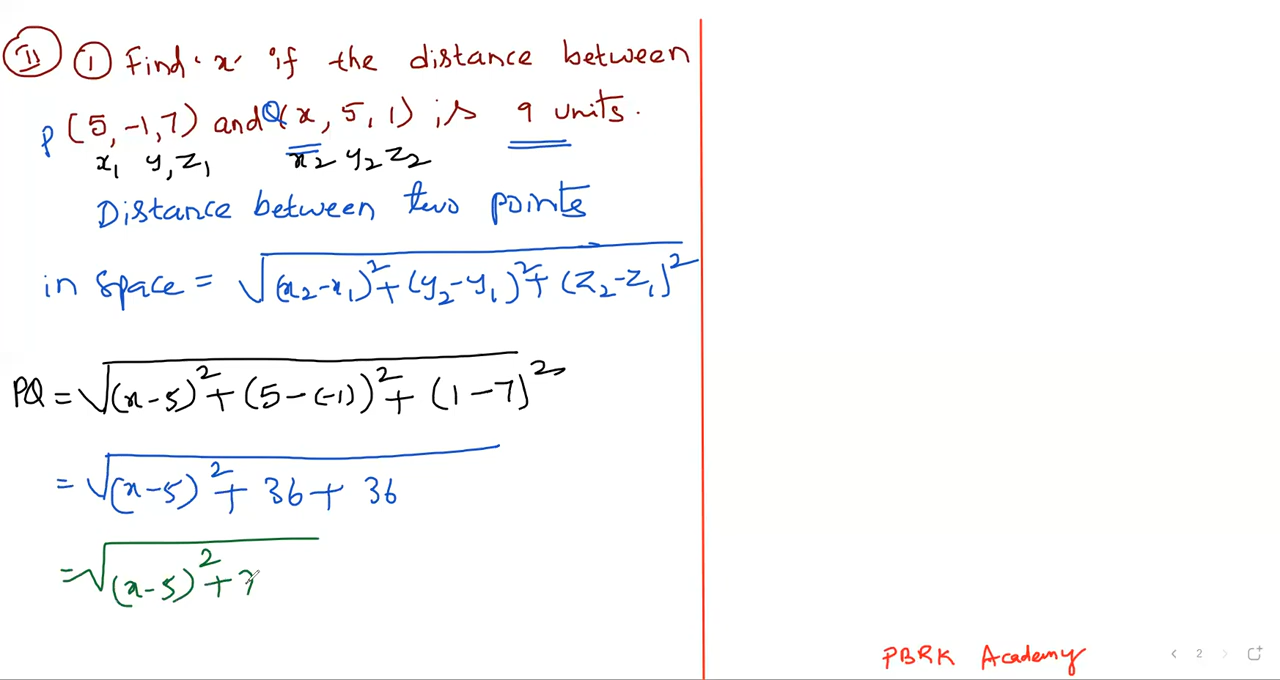 II ① Find 'x' if the distance between
P (5, -1, 7) and Q(x, 5, 1) is 9 units.
x₁ y₁ z₁ x₂ y₂ z₂
Distance between two points
in space = √(x₂-x₁)²+(y₂-y₁)²+(z₂-z₁)²
PQ = √(x-5)²+(5-(-1))²+(1-7)²
= √(x-5)²+36+36
= √(x-5)²+7
PBRK Academy
2